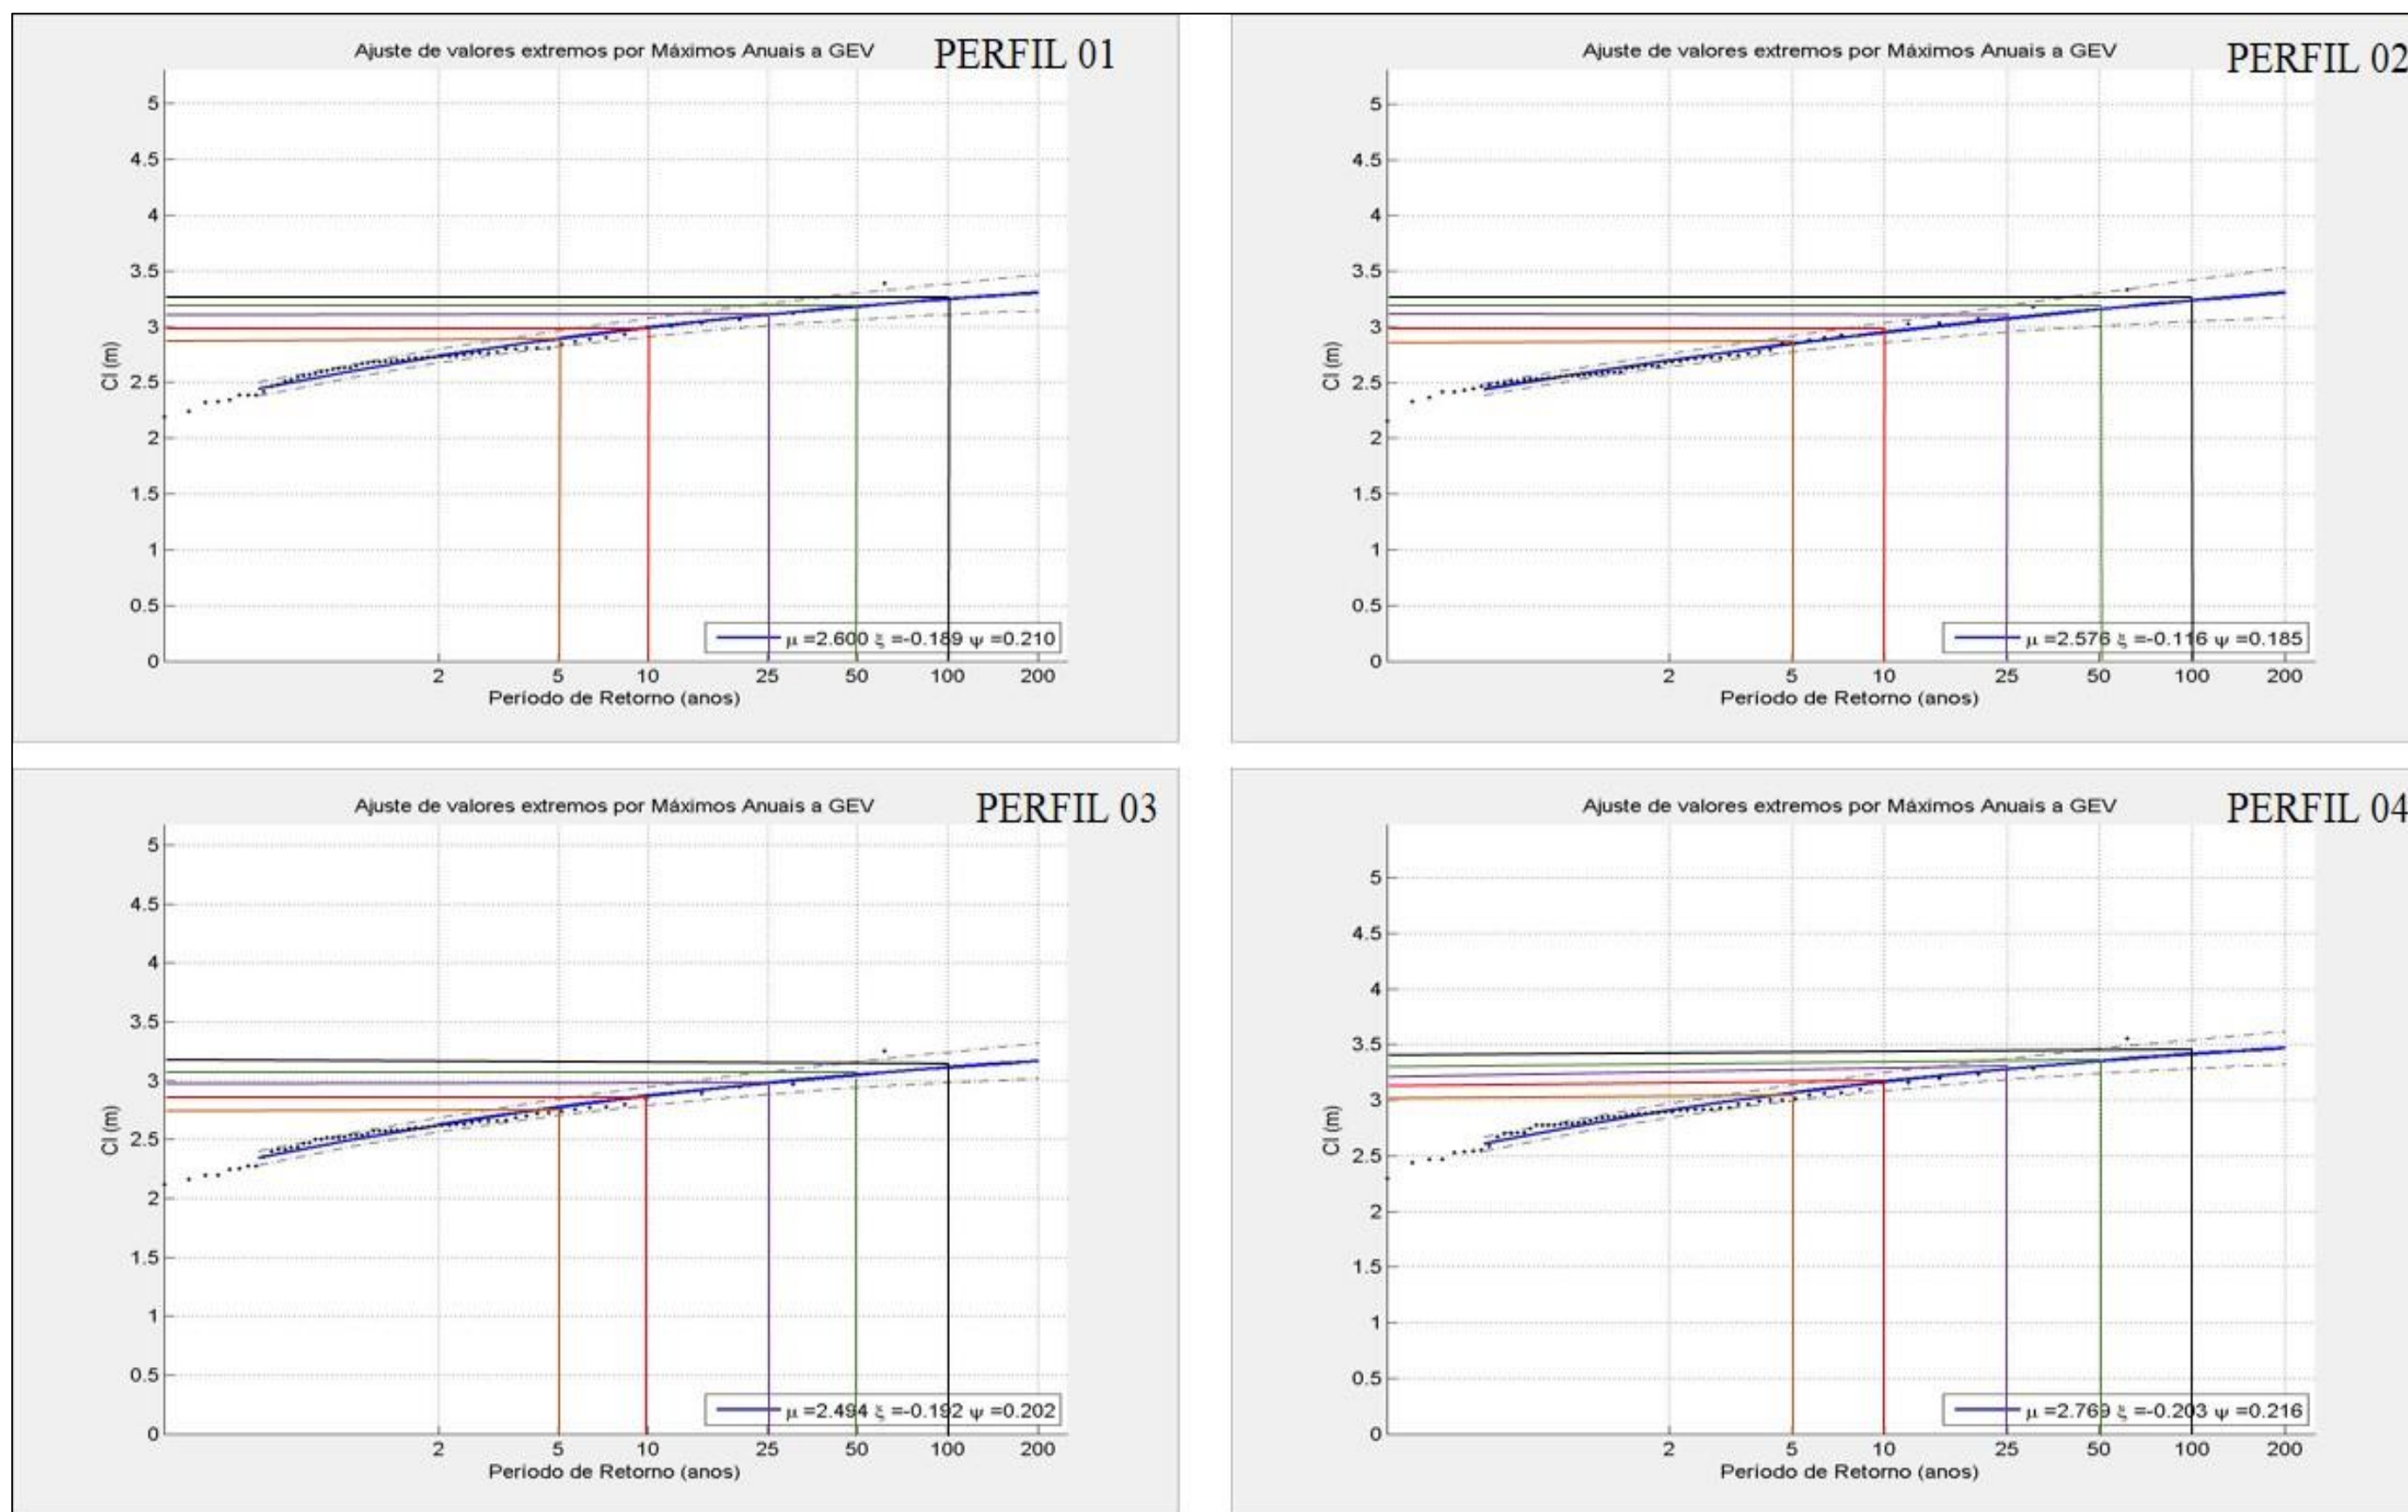 Ajuste de valores extremos por Máximos Anuais a GEV
PERFIL 01
5
4.5
4
3.5
3
2.5
2
1.5
1
0.5
0
CI (m)
μ =2.600 ξ =-0.189 ψ =0.210
2 5 10 25 50 100 200
Período de Retorno (anos)
Ajuste de valores extremos por Máximos Anuais a GEV
PERFIL 02
5
4.5
4
3.5
3
2.5
2
1.5
1
0.5
0
CI (m)
μ =2.576 ξ =-0.116 ψ =0.185
2 5 10 25 50 100 200
Período de Retorno (anos)
Ajuste de valores extremos por Máximos Anuais a GEV
PERFIL 03
5
4.5
4
3.5
3
2.5
2
1.5
1
0.5
0
CI (m)
μ =2.494 ξ =-0.192 ψ =0.202
2 5 10 25 50 100 200
Período de Retorno (anos)
Ajuste de valores extremos por Máximos Anuais a GEV
PERFIL 04
5
4.5
4
3.5
3
2.5
2
1.5
1
0.5
0
CI (m)
μ =2.769 ξ =-0.203 ψ =0.216
2 5 10 25 50 100 200
Período de Retorno (anos)